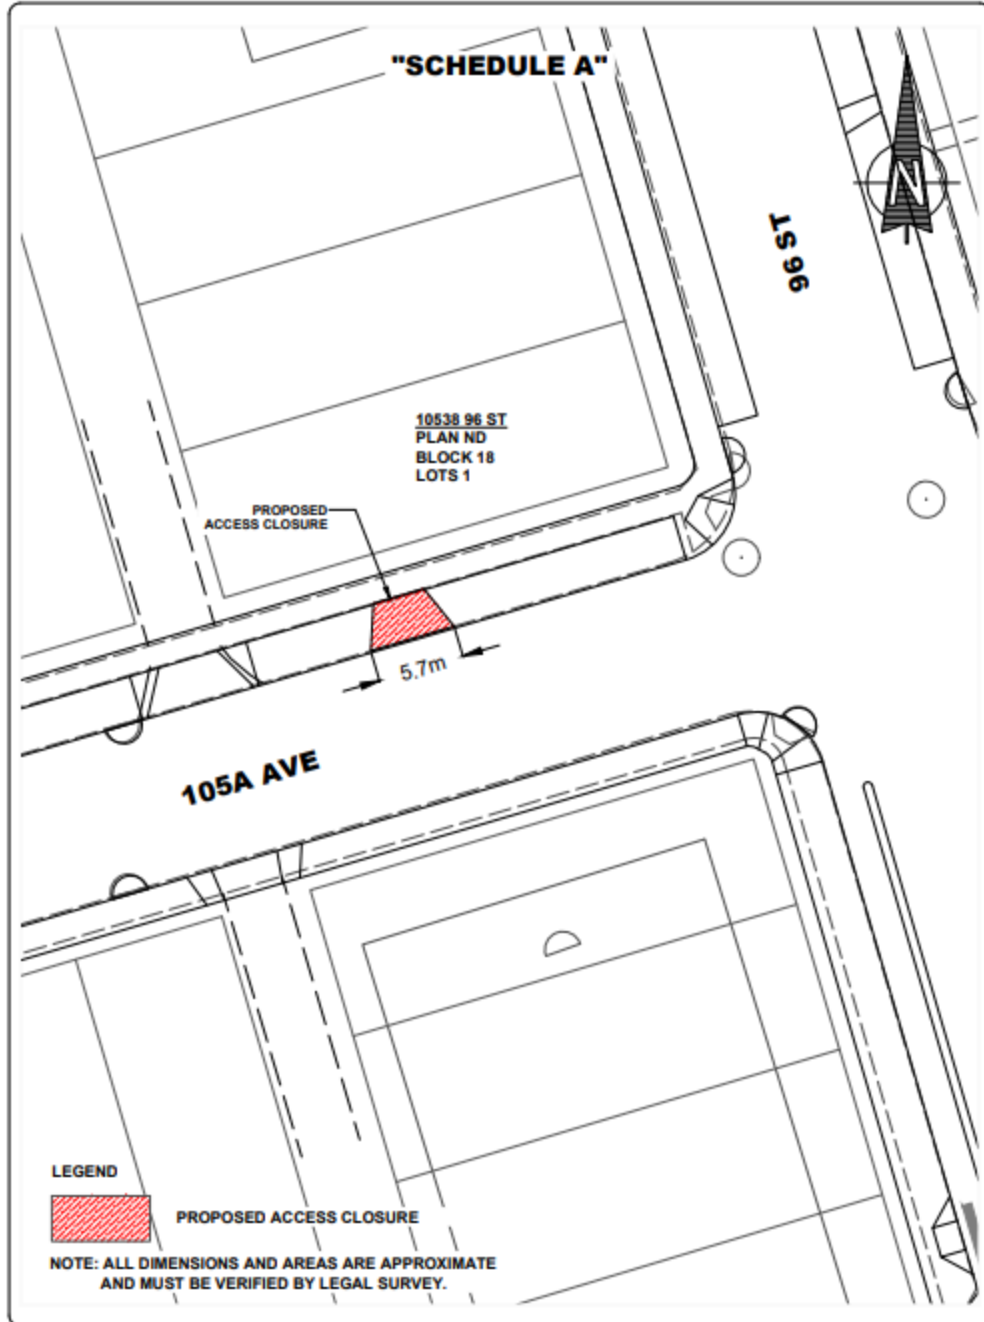 "SCHEDULE A"
N
96 ST
10538 96 ST
PLAN ND
BLOCK 18
LOTS 1
PROPOSED
ACCESS CLOSURE
5.7m
105A AVE
LEGEND
PROPOSED ACCESS CLOSURE
NOTE: ALL DIMENSIONS AND AREAS ARE APPROXIMATE
AND MUST BE VERIFIED BY LEGAL SURVEY.